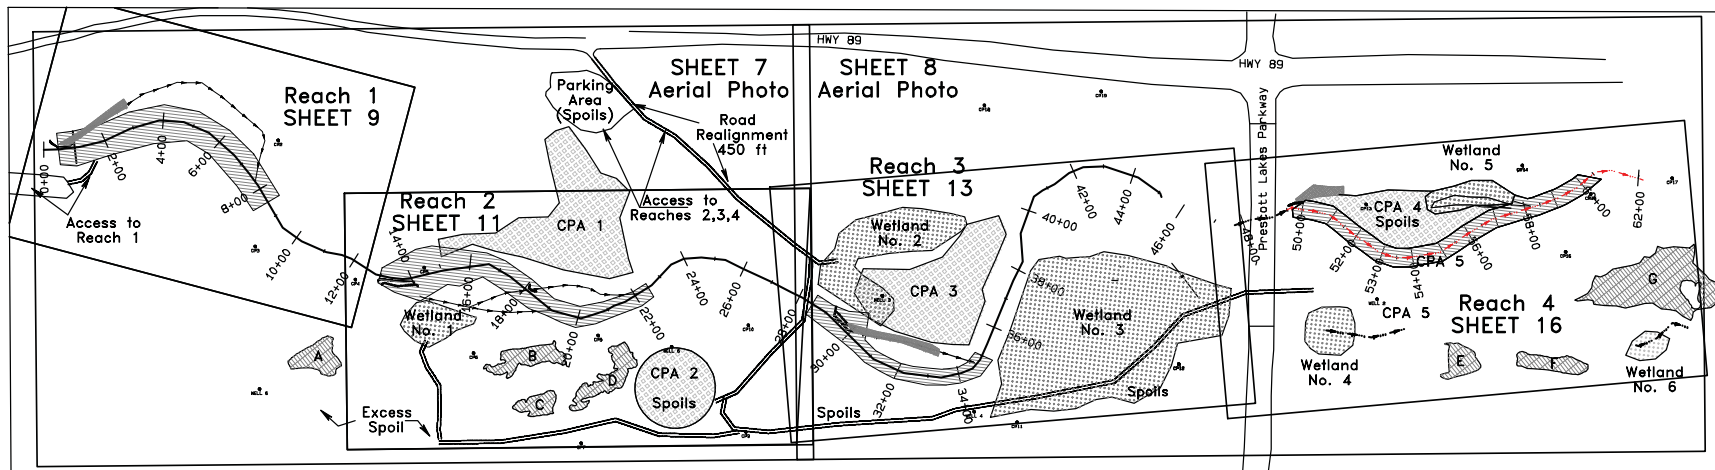 HWY 89
HWY 89
SHEET 7
Aerial Photo
SHEET 8
Aerial Photo
Parking
Area
(Spoils)
Reach 1
SHEET 9
Road
Realignment
450 ft
Prestott Lakes Parkway
Reach 3
SHEET 13
Wetland
No. 5
Reach 2
SHEET 11
CPA 1
Access to
Reaches 2,3,4
Access to
Reach 1
Wetland
No. 2
CPA 3
CPA 4
Spoils
CPA 5
CPA 5
Reach 4
SHEET 16
0+00
2+00
4+00
6+00
8+00
10+00
12+00
14+00
16+00
18+00
20+00
22+00
24+00
26+00
28+00
30+00
32+00
34+00
36+00
38+00
40+00
42+00
44+00
46+00
48+00
50+00
52+00
53+00
54+00
56+00
58+00
62+00
Wetland
No. 1
Wetland
No. 3
Wetland
No. 4
Wetland
No. 6
A
B
C
D
E
F
G
CPA 2
Spoils
Excess
Spoil
Spoils
Spoils